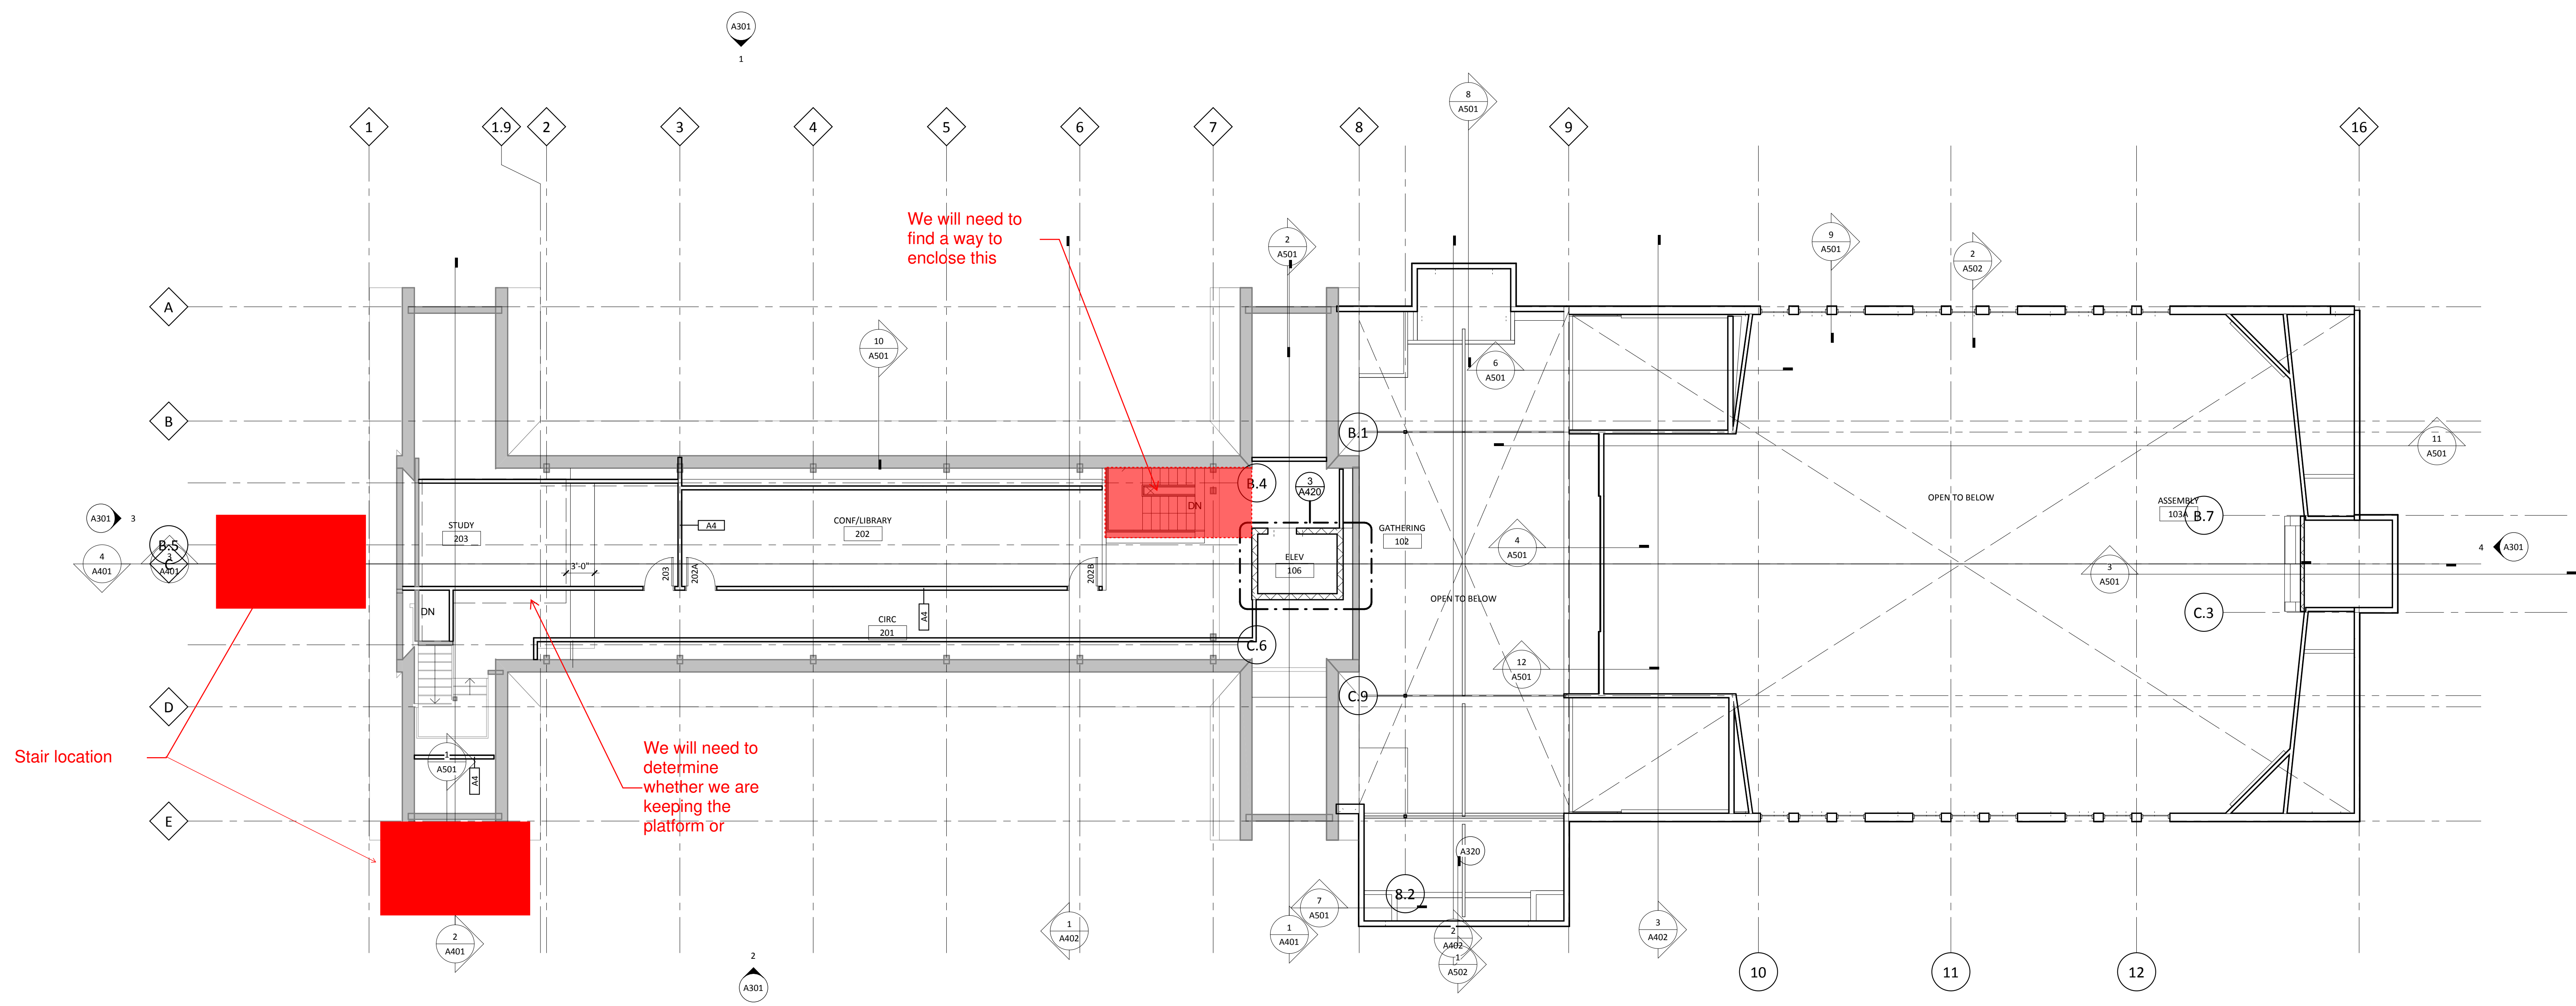 A301
1
8
A501
1
1.9
2
3
4
5
6
7
8
9
16
We will need to
find a way to
enclose this
2
A501
9
A501
2
A502
A
10
A501
6
A501
B
B.1
11
A501
B.4
3
A420
DN
A301
3
STUDY
203
CONF/LIBRARY
202
A4
GATHERING
102
OPEN TO BELOW
ASSEMBLY
103A
B.7
B.5
4
A401
3
A401
C
3'-0"
203
202A
202B
ELEV
106
4
A501
4
A301
3
A501
DN
CIRC
201
A4
OPEN TO BELOW
C.3
C.6
12
A501
D
C.9
Stair location
1
A501
A4
We will need to
determine
whether we are
keeping the
platform or
E
A320
8.2
7
A501
2
A401
1
A402
1
A401
2
A402
3
A402
1
A502
2
A301
10
11
12